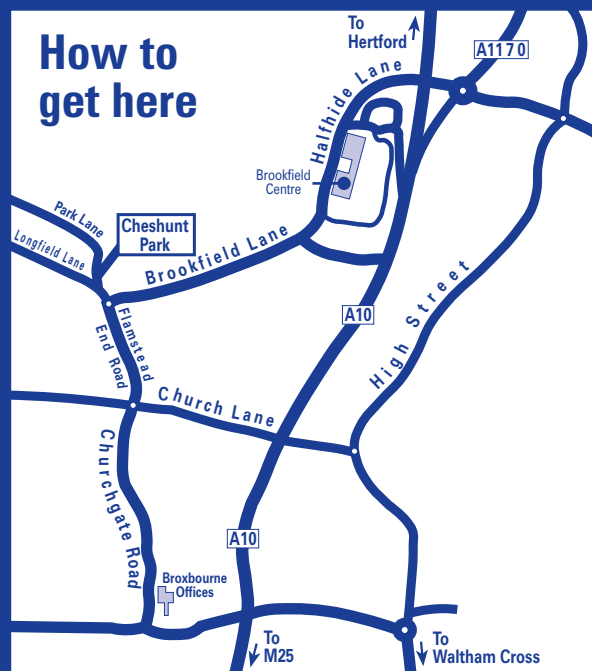 How to
get here
To
Hertford
A1170
Halfhide Lane
Brookfield
Centre
Park Lane
Cheshunt
Park
Longfield Lane
Brookfield Lane
A10
High Street
Flamstead
End Road
Church Lane
Churchgate Road
A10
Broxbourne
Offices
To
M25
To
Waltham Cross